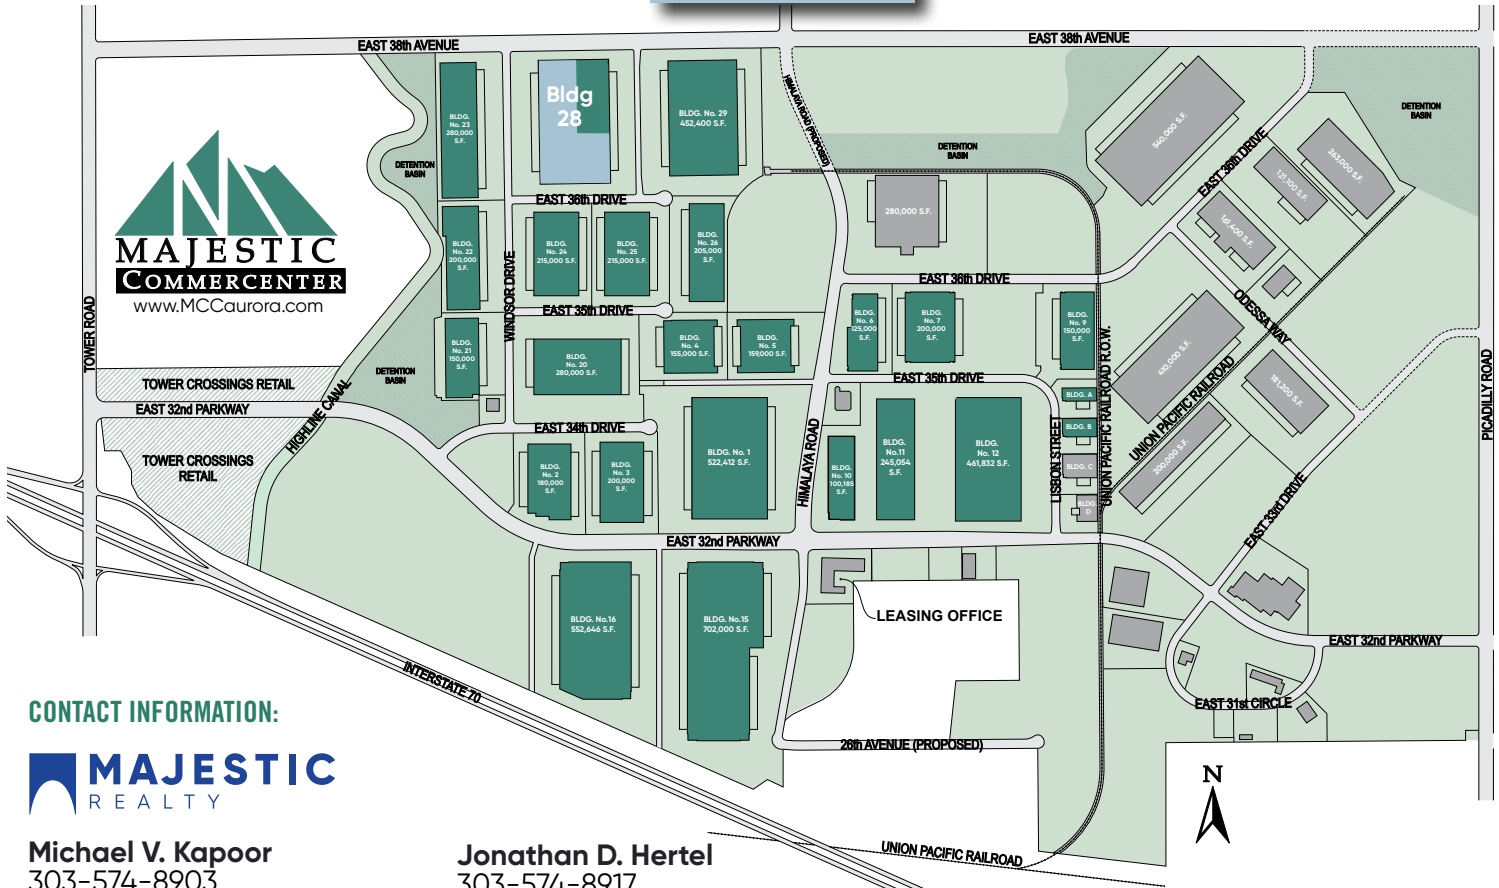 EAST 38th AVENUE
EAST 38th AVENUE
BLDG.
No. 23
280,000
S.F.
Bldg
28
BLDG. No. 29
452,400 S.F.
HIMALAYA ROAD (PROPOSED)
540,000 S.F.
DETENTION
BASIN
DETENTION
BASIN
DETENTION
BASIN
EAST 36th DRIVE
121,100 S.F.
263,000 S.F.
161,400 S.F.
MAJESTIC
COMMERCENTER
www.MCCaurora.com
EAST 36th DRIVE
280,000 S.F.
BLDG.
No. 22
200,000
S.F.
WINDSOR DRIVE
BLDG.
No. 24
215,000 S.F.
BLDG.
No. 25
215,000 S.F.
BLDG.
No. 26
205,000
S.F.
EAST 36th DRIVE
ODESSA WAY
TOWER ROAD
EAST 35th DRIVE
BLDG.
No. 21
150,000
S.F.
BLDG.
No. 20
280,000 S.F.
BLDG.
No. 4
155,000 S.F.
BLDG.
No. 5
159,000 S.F.
BLDG.
No. 6
125,000
S.F.
BLDG.
No. 7
200,000
S.F.
BLDG.
No. 9
150,000
S.F.
410,000 S.F.
181,200 S.F.
PICADILLY ROAD
DETENTION
BASIN
EAST 35th DRIVE
TOWER CROSSINGS RETAIL
EAST 32nd PARKWAY
HIGHLINE CANAL
BLDG. A
BLDG. B
BLDG. C
BLDG.
D
LISBON STREET
UNION PACIFIC RAILROAD R.O.W.
UNION PACIFIC RAILROAD
200,000 S.F.
EAST 34th DRIVE
TOWER CROSSINGS
RETAIL
BLDG.
No. 2
180,000
S.F.
BLDG.
No. 3
200,000
S.F.
BLDG. No. 1
522,412 S.F.
HIMALAYA ROAD
BLDG.
No. 10
100,185
S.F.
BLDG.
No.11
245,054
S.F.
BLDG.
No. 12
461,832 S.F.
EAST 33rd DRIVE
EAST 32nd PARKWAY
BLDG. No.16
552,646 S.F.
BLDG. No.15
702,000 S.F.
LEASING OFFICE
EAST 32nd PARKWAY
INTERSTATE 70
EAST 31st CIRCLE
26th AVENUE (PROPOSED)
N
UNION PACIFIC RAILROAD
CONTACT INFORMATION:
MAJESTIC
REALTY
Michael V. Kapoor
303-574-8903
Jonathan D. Hertel
303-574-8917